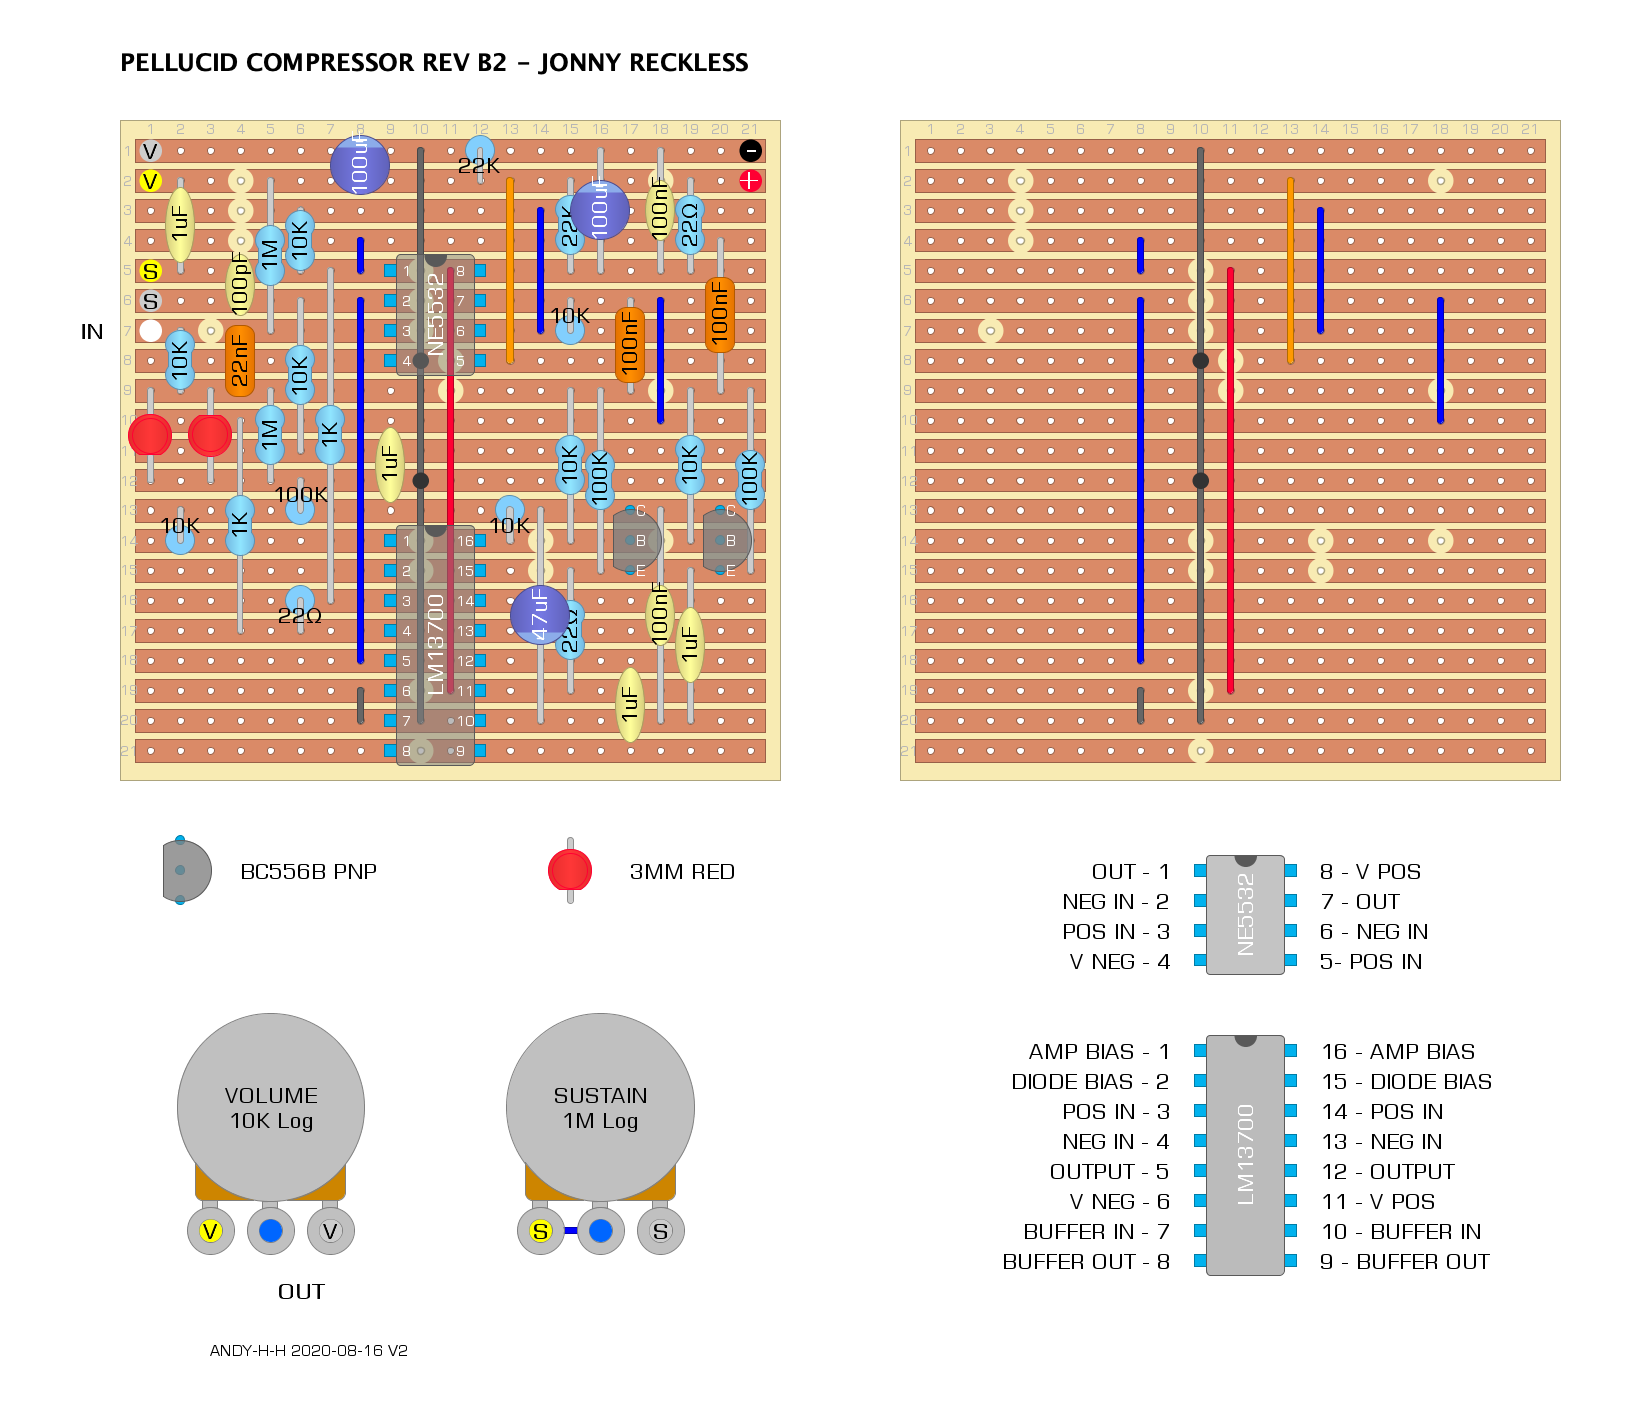 PELLUCID COMPRESSOR REV B2 – JONNY RECKLESS
1 2 3 4 5 6 7 8 9 10 11 12 13 14 15 16 17 18 19 20 21
1 2 3 4 5 6 7 8 9 10 11 12 13 14 15 16 17 18 19 20 21
1 V 100uF 22K -
2 V +
3 1uF 10K 22K 100uF 100nF 22Ω
4 1M
5 S 100pF 1 8
6 S 2 NE5532 7 10K 100nF
IN
7 10K 3 6 100nF
8 22nF 10K 4 5
9
10 1M 1K
11 1uF 10K 100K 10K 100K
12 100K
13 10K 1K 10K C C
14 1 16 B B
15 2 15 E E
16 22Ω 3 14 47uF 22Ω 100nF
17 4 LM13700 13 1uF
18 5 12
19 6 11 1uF
20 7 10
21 8 9
1
2
3
4
5
6
7
8
9
10
11
12
13
14
15
16
17
18
19
20
21
BC556B PNP
3MM RED
OUT - 1 8 - V POS
NEG IN - 2 7 - OUT
POS IN - 3 6 - NEG IN
V NEG - 4 5- POS IN
NE5532
AMP BIAS - 1 16 - AMP BIAS
DIODE BIAS - 2 15 - DIODE BIAS
POS IN - 3 14 - POS IN
NEG IN - 4 13 - NEG IN
OUTPUT - 5 12 - OUTPUT
V NEG - 6 11 - V POS
BUFFER IN - 7 10 - BUFFER IN
BUFFER OUT - 8 9 - BUFFER OUT
LM13700
VOLUME
10K Log
V V
OUT
SUSTAIN
1M Log
S S
ANDY-H-H 2020-08-16 V2